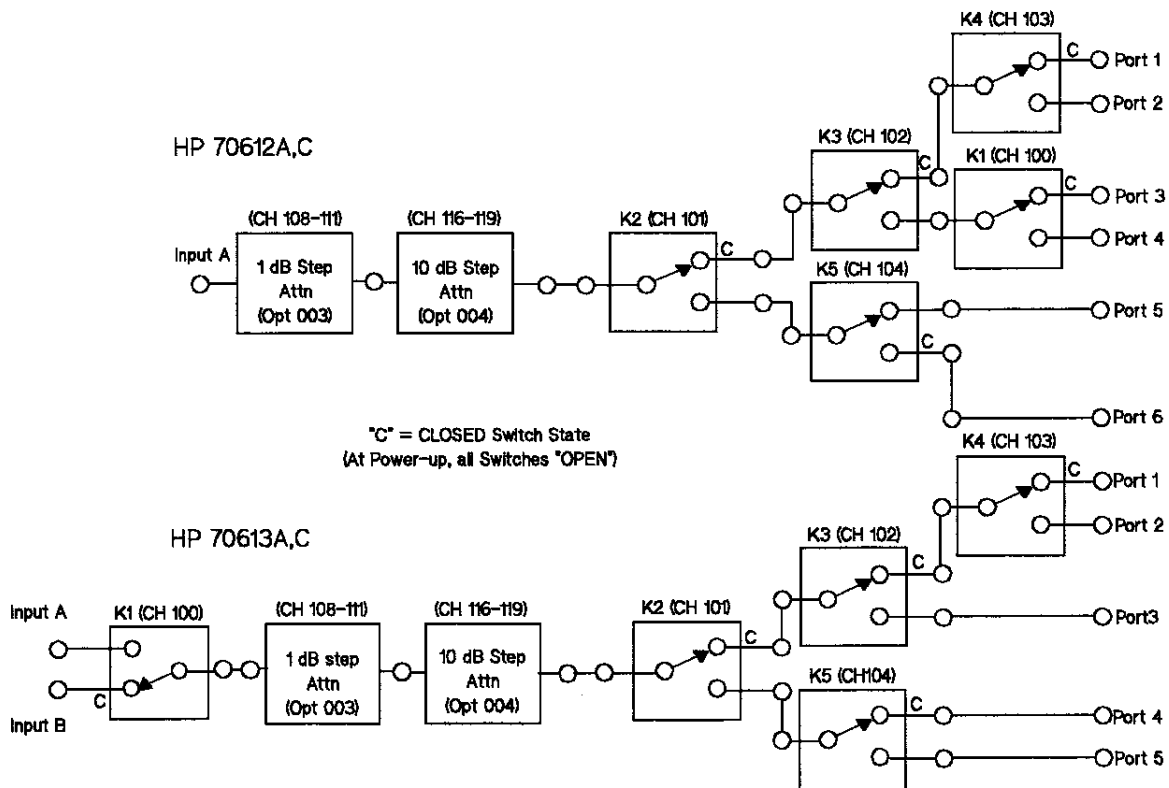 K4 (CH 103)
C
Port 1
Port 2
HP 70612A,C
K3 (CH 102)
C
K1 (CH 100)
C
Port 3
Port 4
(CH 108-111)
(CH 116-119)
K2 (CH 101)
C
Input A
1 dB Step
Attn
(Opt 003)
10 dB Step
Attn
(Opt 004)
K5 (CH 104)
C
Port 5
Port 6
"C" = CLOSED Switch State
(At Power-up, all Switches "OPEN")
K4 (CH 103)
C
Port 1
Port 2
HP 70613A,C
K3 (CH 102)
C
Port3
Input A
K1 (CH 100)
C
Input B
(CH 108-111)
1 dB step
Attn
(Opt 003)
(CH 116-119)
10 dB Step
Attn
(Opt 004)
K2 (CH 101)
C
K5 (CH104)
C
Port 4
Port 5